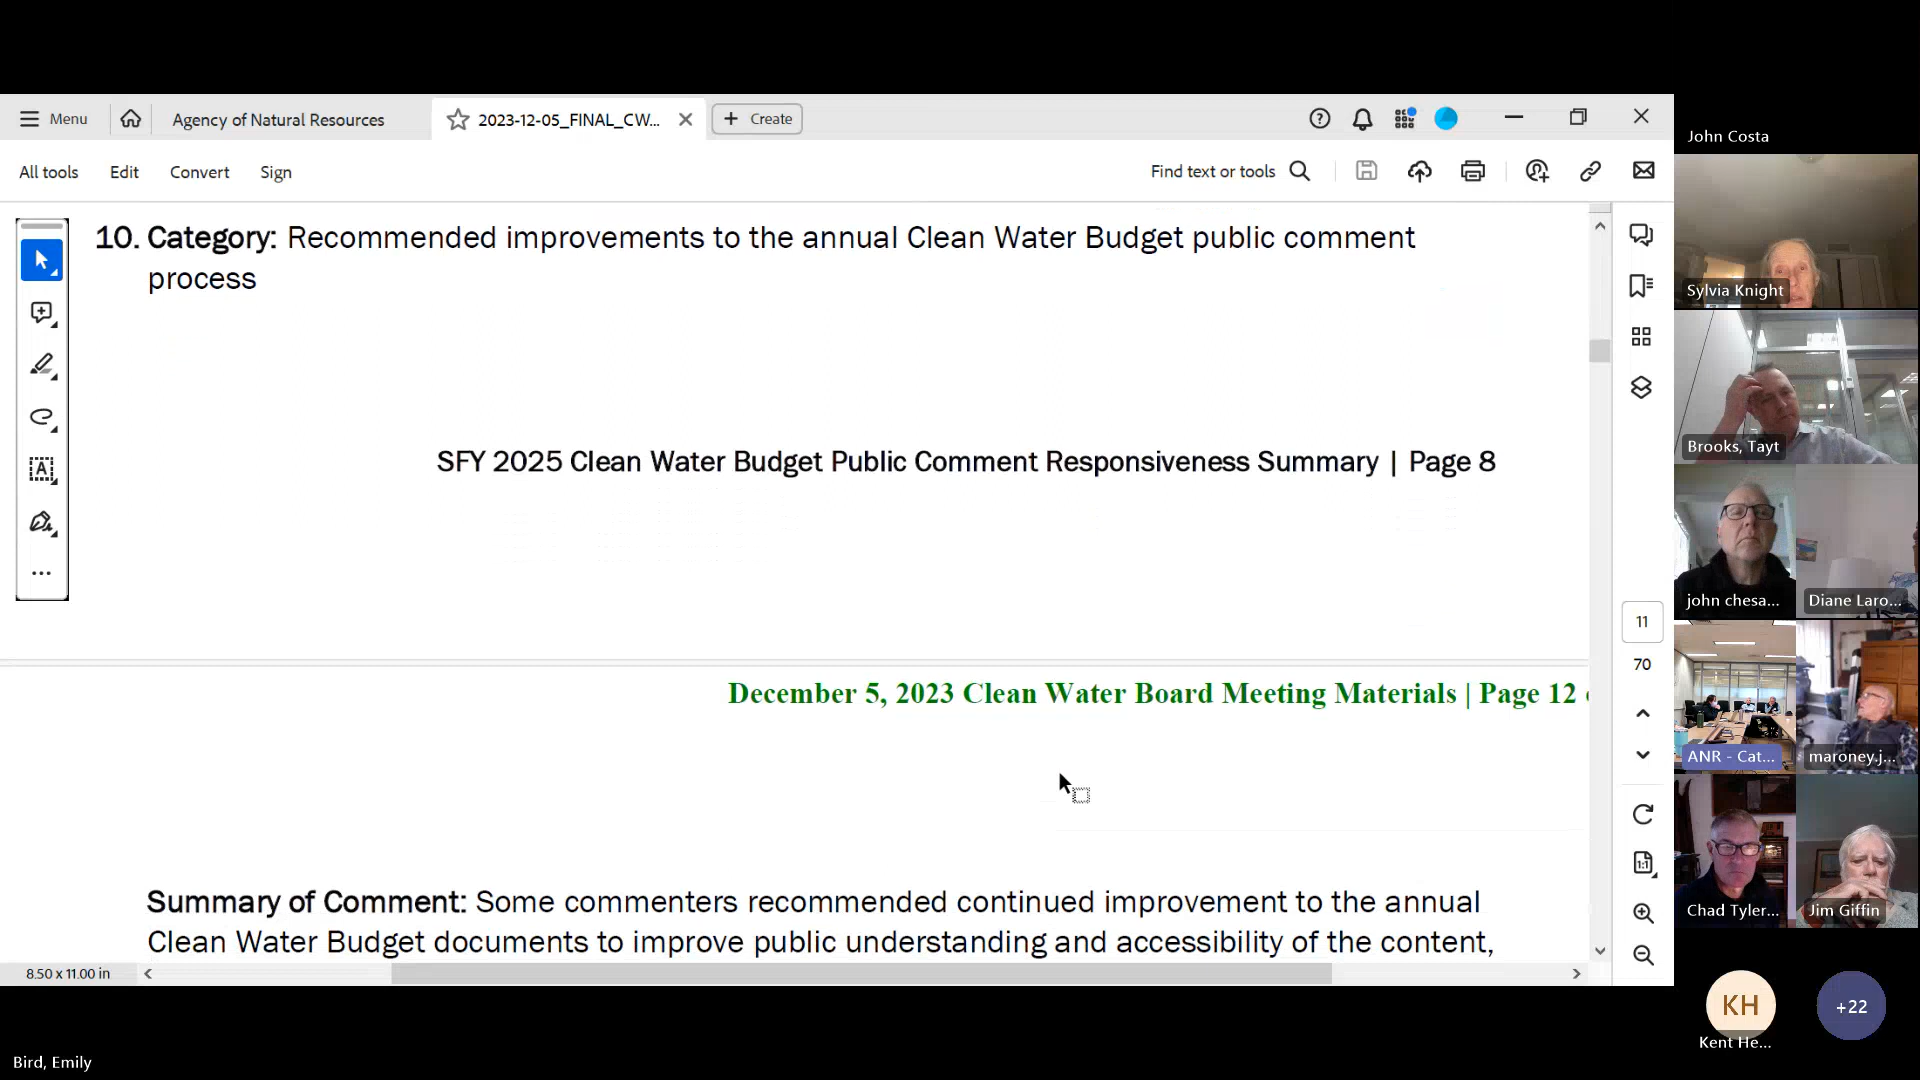 Menu
Agency of Natural Resources
2023-12-05_FINAL_CW...
Create
All tools
Edit
Convert
Sign
Find text or tools
10. Category: Recommended improvements to the annual Clean Water Budget public comment
process
SFY 2025 Clean Water Budget Public Comment Responsiveness Summary | Page 8
December 5, 2023 Clean Water Board Meeting Materials | Page 12
Summary of Comment: Some commenters recommended continued improvement to the annual
Clean Water Budget documents to improve public understanding and accessibility of the content,
8.50 x 11.00 in
11
70
1:1
John Costa
Sylvia Knight
Brooks, Tayt
john chesa...
Diane Laro...
ANR - Cat...
maroney.j...
Chad Tyler...
Jim Giffin
KH
Kent He...
+22
Bird, Emily